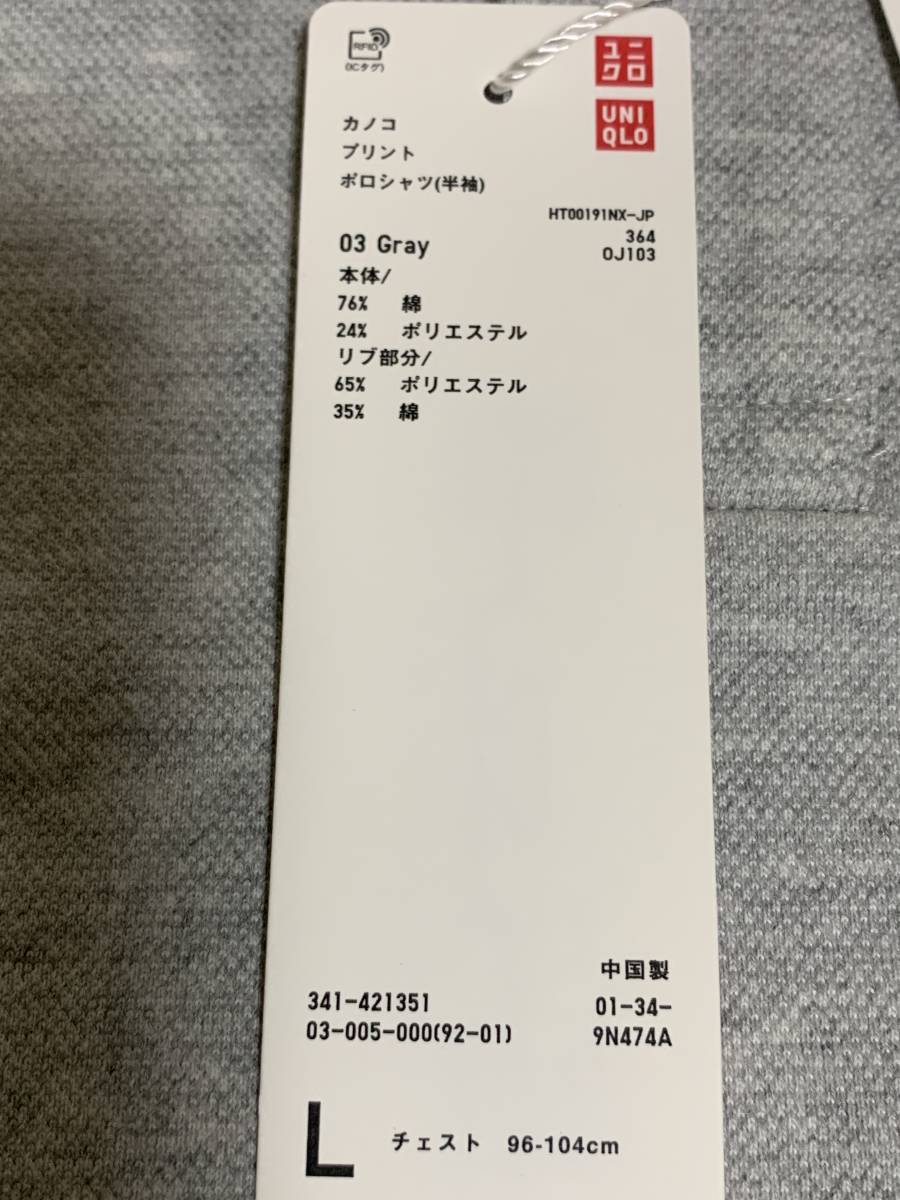 RFID
(ICタグ)
ユニ
クロ
UNI
QLO
カノコ
プリント
ポロシャツ(半袖)
HT00191NX-JP
364
OJ103
03 Gray
本体/
76% 綿
24% ポリエステル
リブ部分/
65% ポリエステル
35% 綿
中国製
341-421351 01-34-
03-005-000(92-01) 9N474A
L チェスト 96-104cm